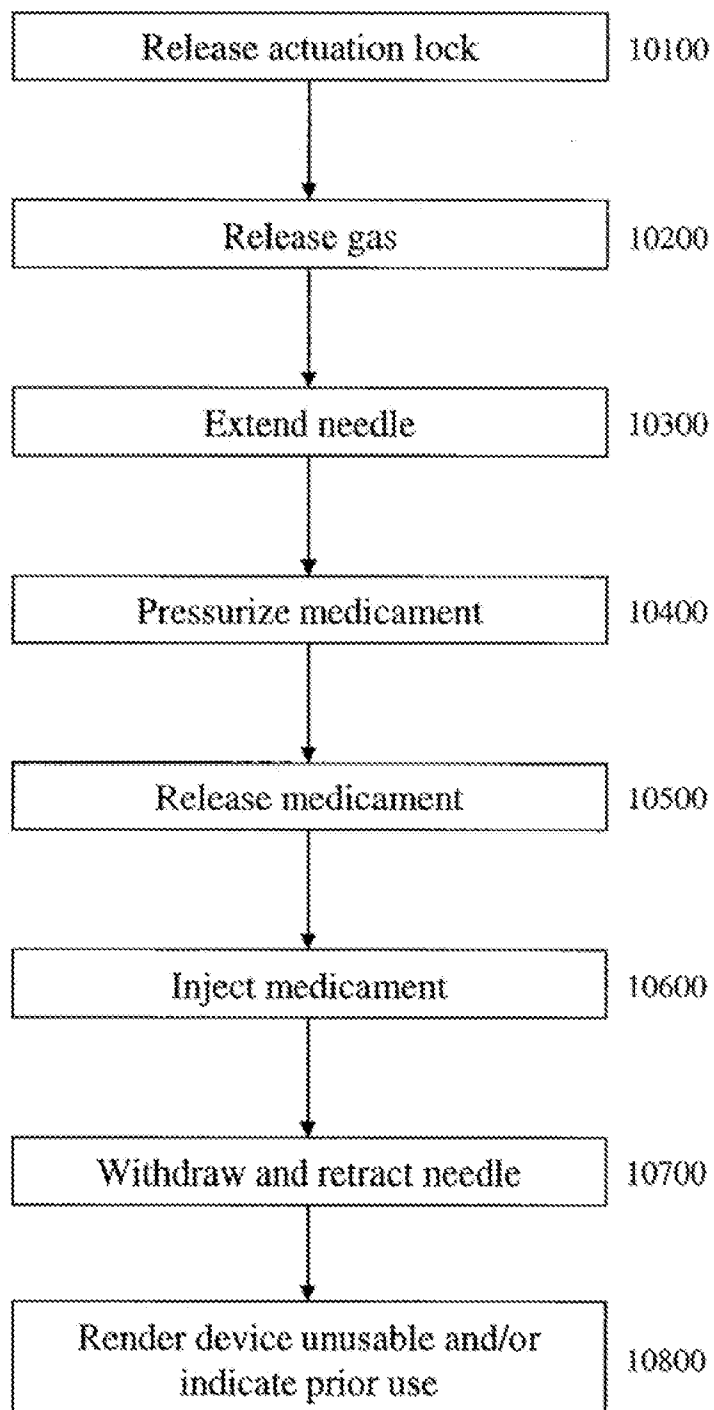 Release actuation lock 10100
Release gas 10200
Extend needle 10300
Pressurize medicament 10400
Release medicament 10500
Inject medicament 10600
Withdraw and retract needle 10700
Render device unusable and/or
indicate prior use 10800